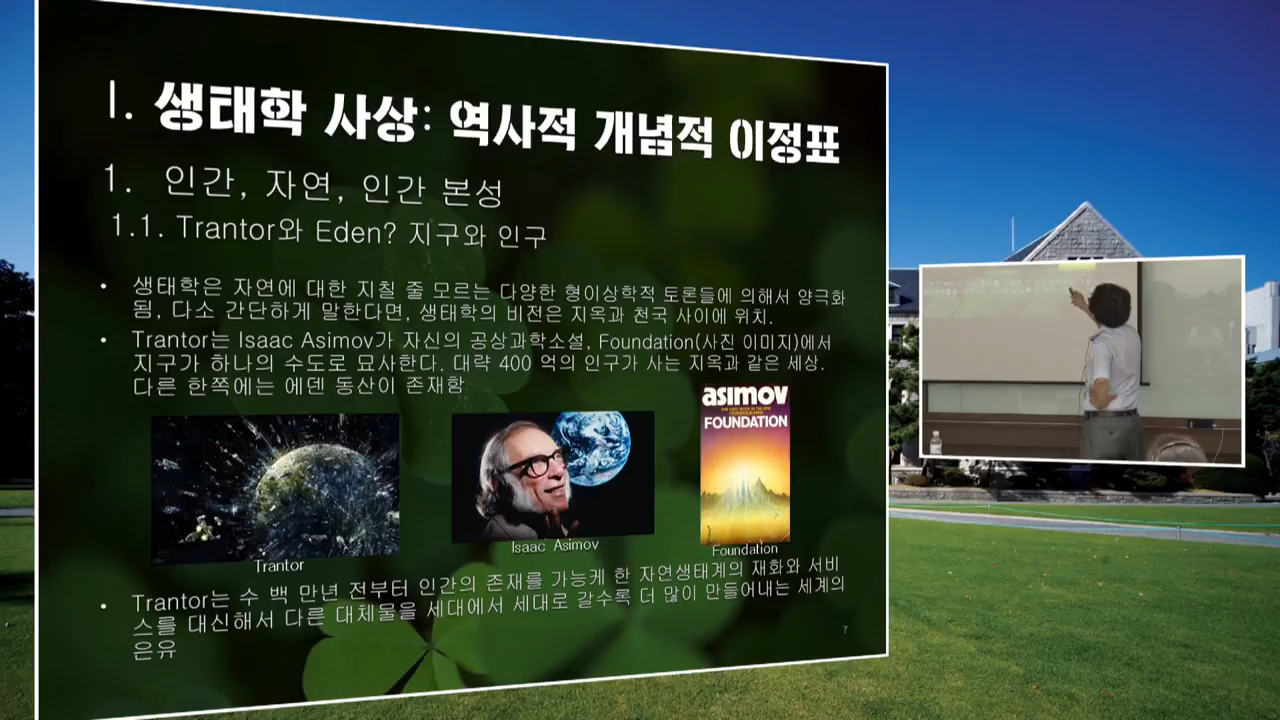 I. 생태학 사상: 역사적 개념적 이정표
1. 인간, 자연, 인간 본성
1.1. Trantor와 Eden? 지구와 인구
• 생태학은 자연에 대한 지칠 줄 모르는 다양한 형이상학적 토론들에 의해서 양극화
됨, 다소 간단하게 말한다면, 생태학의 비전은 지옥과 천국 사이에 위치.
• Trantor는 Isaac Asimov가 자신의 공상과학소설, Foundation(사진 이미지)에서
지구가 하나의 수도로 묘사한다. 대략 400 억의 인구가 사는 지옥과 같은 세상.
다른 한쪽에는 에덴 동산이 존재함
asimov
FOUNDATION
Trantor
Isaac Asimov
Foundation
• Trantor는 수 백 만년 전부터 인간의 존재를 가능케 한 자연생태계의 재화와 서비
스를 대신해서 다른 대체물을 세대에서 세대로 갈수록 더 많이 만들어내는 세계의
은유
7